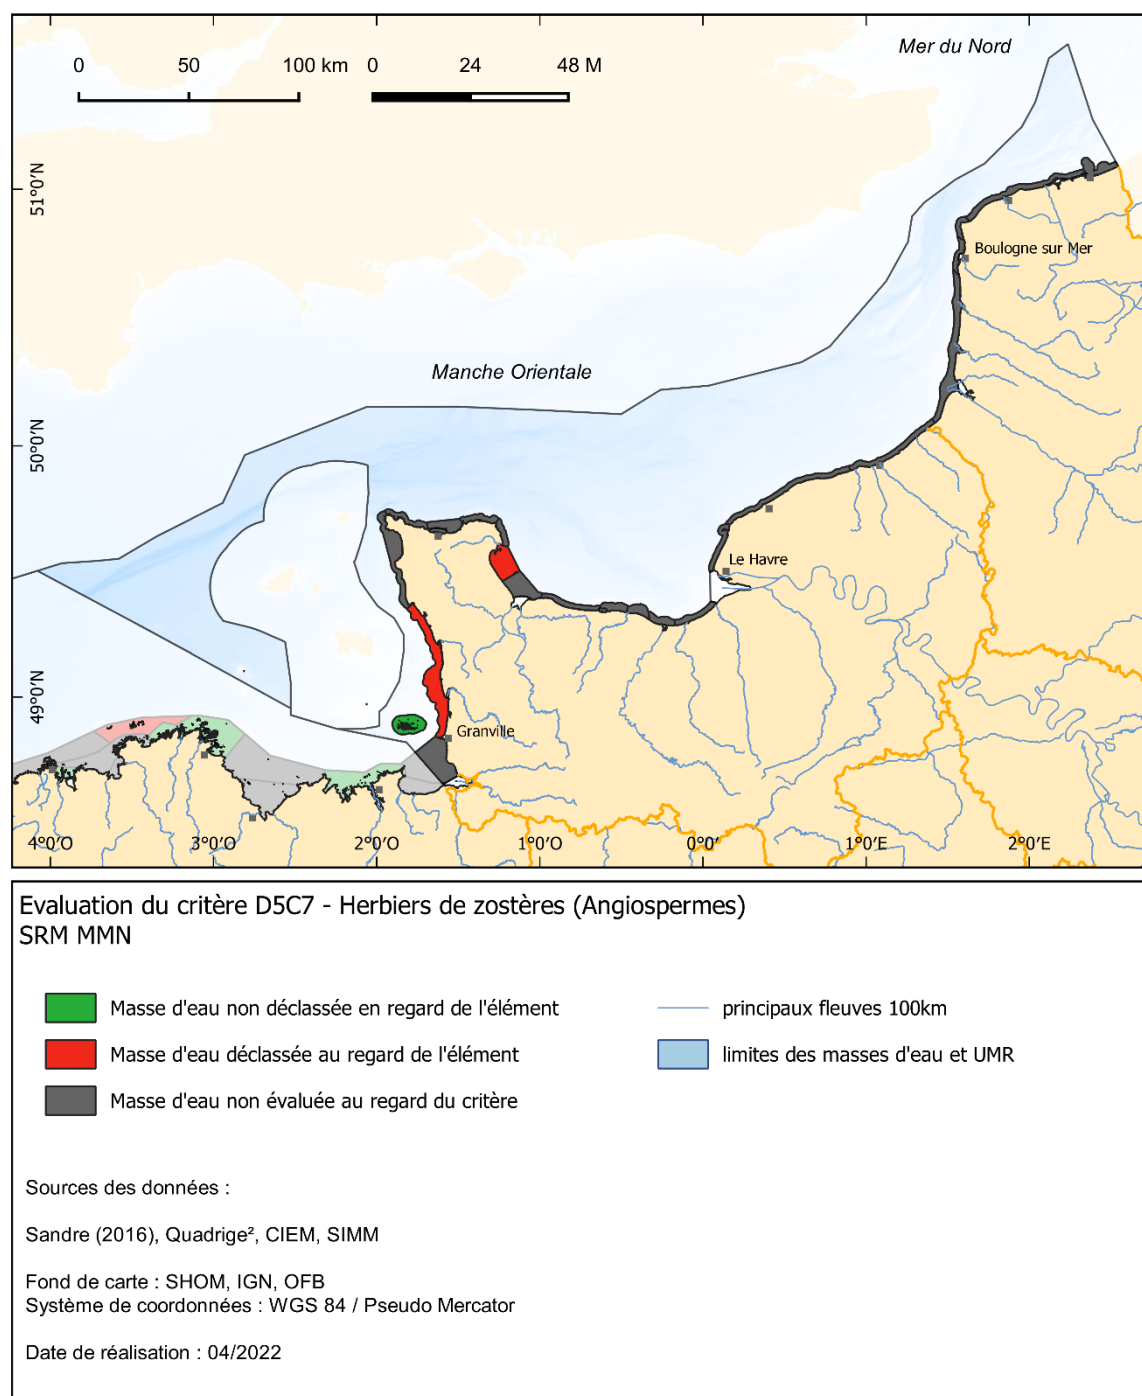 Mer du Nord
0 50 100 km 0 24 48 M
51°0'N
Boulogne sur Mer
Manche Orientale
50°0'N
Le Havre
49°0'N
Granville
4°0'O 3°0'O 2°0'O 1°0'O 0°0' 1°0'E 2°0'E
Evaluation du critère D5C7 - Herbiers de zostères (Angiospermes)
SRM MMN
Masse d'eau non déclassée en regard de l'élément
principaux fleuves 100km
Masse d'eau déclassée au regard de l'élément
limites des masses d'eau et UMR
Masse d'eau non évaluée au regard du critère
Sources des données :
Sandre (2016), Quadrige², CIEM, SIMM
Fond de carte : SHOM, IGN, OFB
Système de coordonnées : WGS 84 / Pseudo Mercator
Date de réalisation : 04/2022